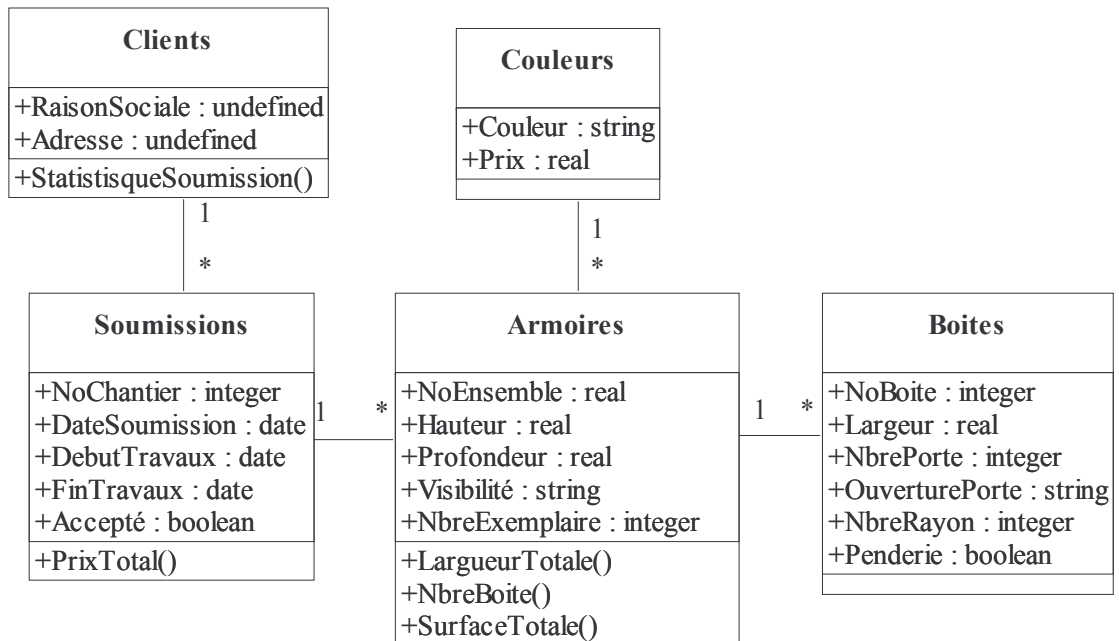 Clients
+RaisonSociale : undefined
+Adresse : undefined
+StatistisqueSoumission()
1
*
Couleurs
+Couleur : string
+Prix : real
1
*
Soumissions
+NoChantier : integer
+DateSoumission : date
+DebutTravaux : date
+FinTravaux : date
+Accepté : boolean
+PrixTotal()
1
*
Armoires
+NoEnsemble : real
+Hauteur : real
+Profondeur : real
+Visibilité : string
+NbreExemplaire : integer
+LargueurTotale()
+NbreBoite()
+SurfaceTotale()
1
*
Boites
+NoBoite : integer
+Largeur : real
+NbrePorte : integer
+OuverturePorte : string
+NbreRayon : integer
+Penderie : boolean